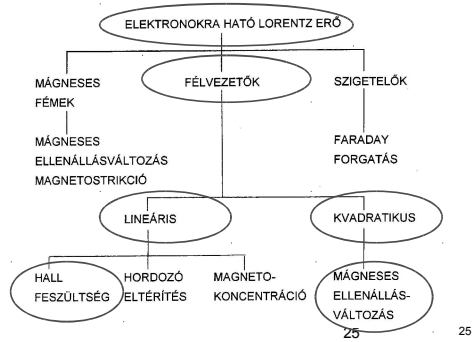 ELEKTRONOKRA HATÓ LORENTZ ERŐ
MÁGNESES
FÉMEK
FÉLVEZETŐK
SZIGETELŐK
MÁGNESES
ELLENÁLLÁSVÁLTOZÁS
MAGNETOSTRIKCIÓ
FARADAY
FORGATÁS
LINEÁRIS
KVADRATIKUS
HALL
FESZÜLTSÉG
HORDOZÓ
ELTÉRÍTÉS
MAGNETO-
KONCENTRÁCIÓ
MÁGNESES
ELLENÁLLÁS-
VÁLTOZÁS
25
25